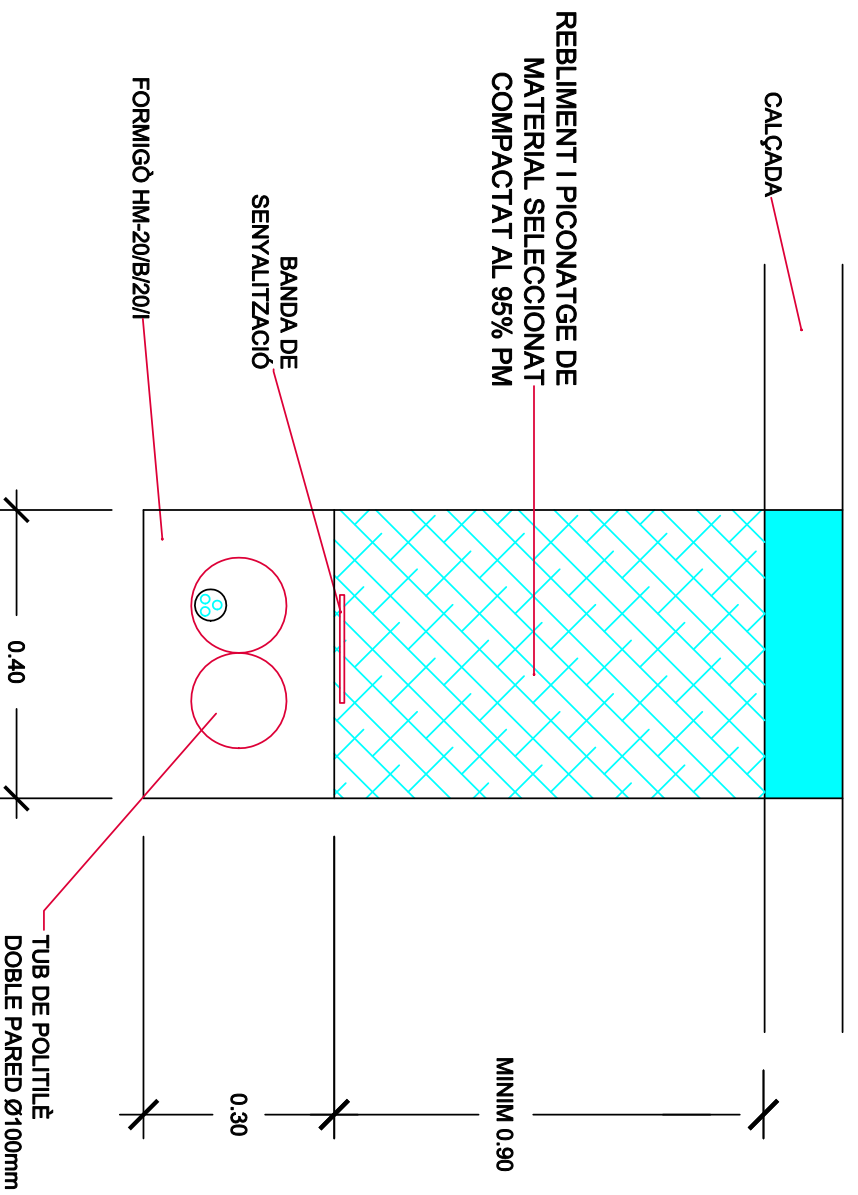 CALÇADA
REBLIMENT I PICONATGE DE
MATERIAL SELECCIONAT
COMPACTAT AL 95% PM
BANDA DE
SENYALITZACIÓ
FORMIGÒ HM-20/B/20/I
0.40
MINIM 0.90
0.30
TUB DE POLITILÈ
DOBLE PARED Ø100mm